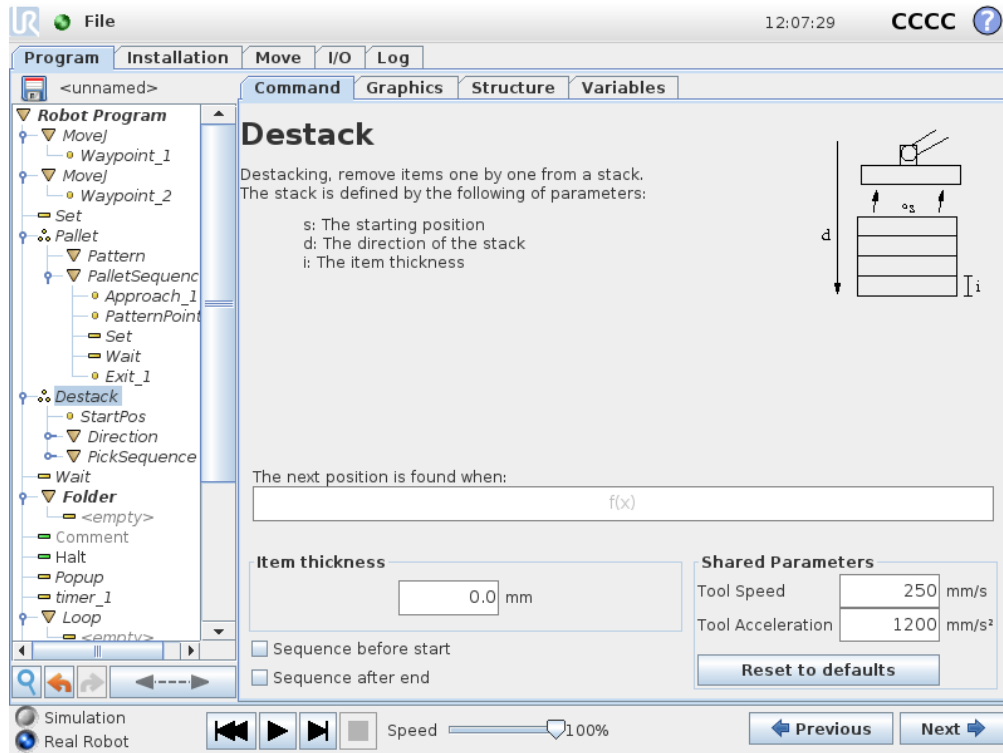 UR File 12:07:29 CCCC ?
Program Installation Move I/O Log
<unnamed>
Command Graphics Structure Variables
Robot Program
MoveJ
Waypoint_1
MoveJ
Waypoint_2
Set
Pallet
Pattern
PalletSequenc
Approach_1
PatternPoint
Set
Wait
Exit_1
Destack
StartPos
Direction
PickSequence
Wait
Folder
<empty>
Comment
Halt
Popup
timer_1
Loop
<empty>
Destack
Destacking, remove items one by one from a stack.
The stack is defined by the following of parameters:
s: The starting position
d: The direction of the stack
i: The item thickness
s
d
i
The next position is found when:
f(x)
Item thickness
0.0 mm
Sequence before start
Sequence after end
Shared Parameters
Tool Speed 250 mm/s
Tool Acceleration 1200 mm/s²
Reset to defaults
Simulation
Real Robot
Speed 100%
Previous Next